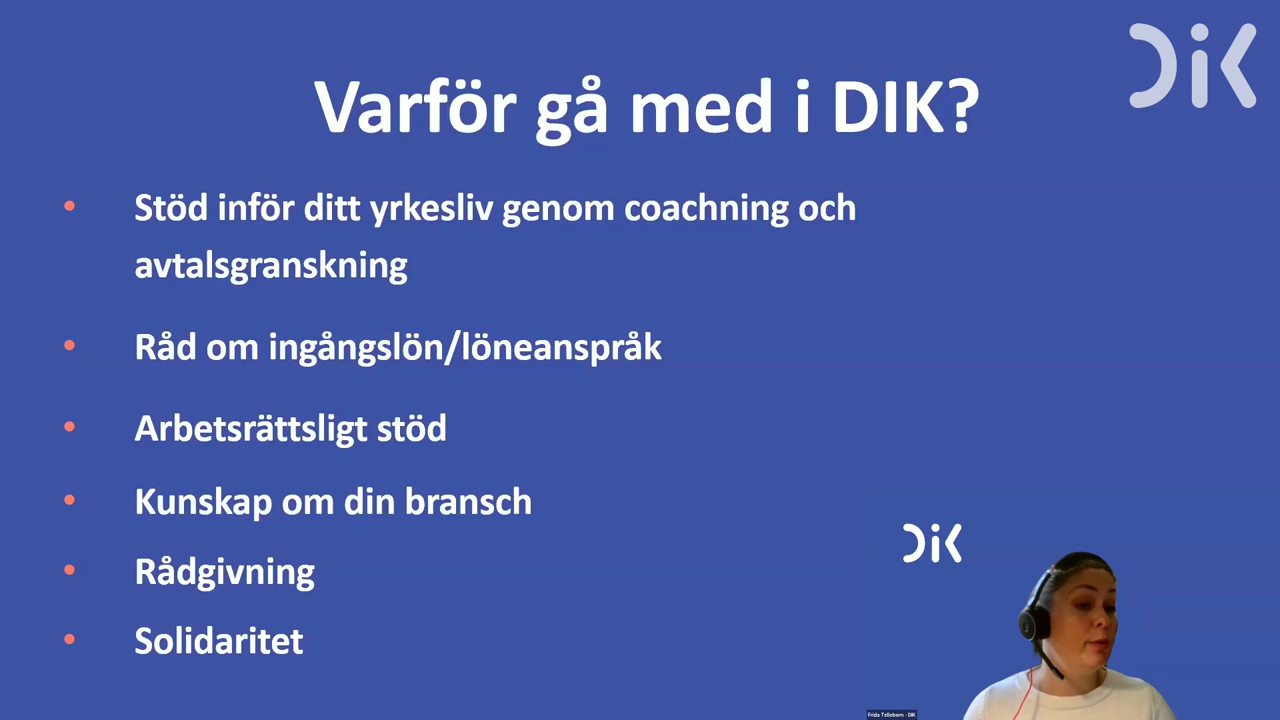 DiK
Varför gå med i DIK?
• Stöd inför ditt yrkesliv genom coachning och
avtalsgranskning
• Råd om ingångslön/löneanspråk
• Arbetsrättsligt stöd
• Kunskap om din bransch
• Rådgivning
• Solidaritet
DiK